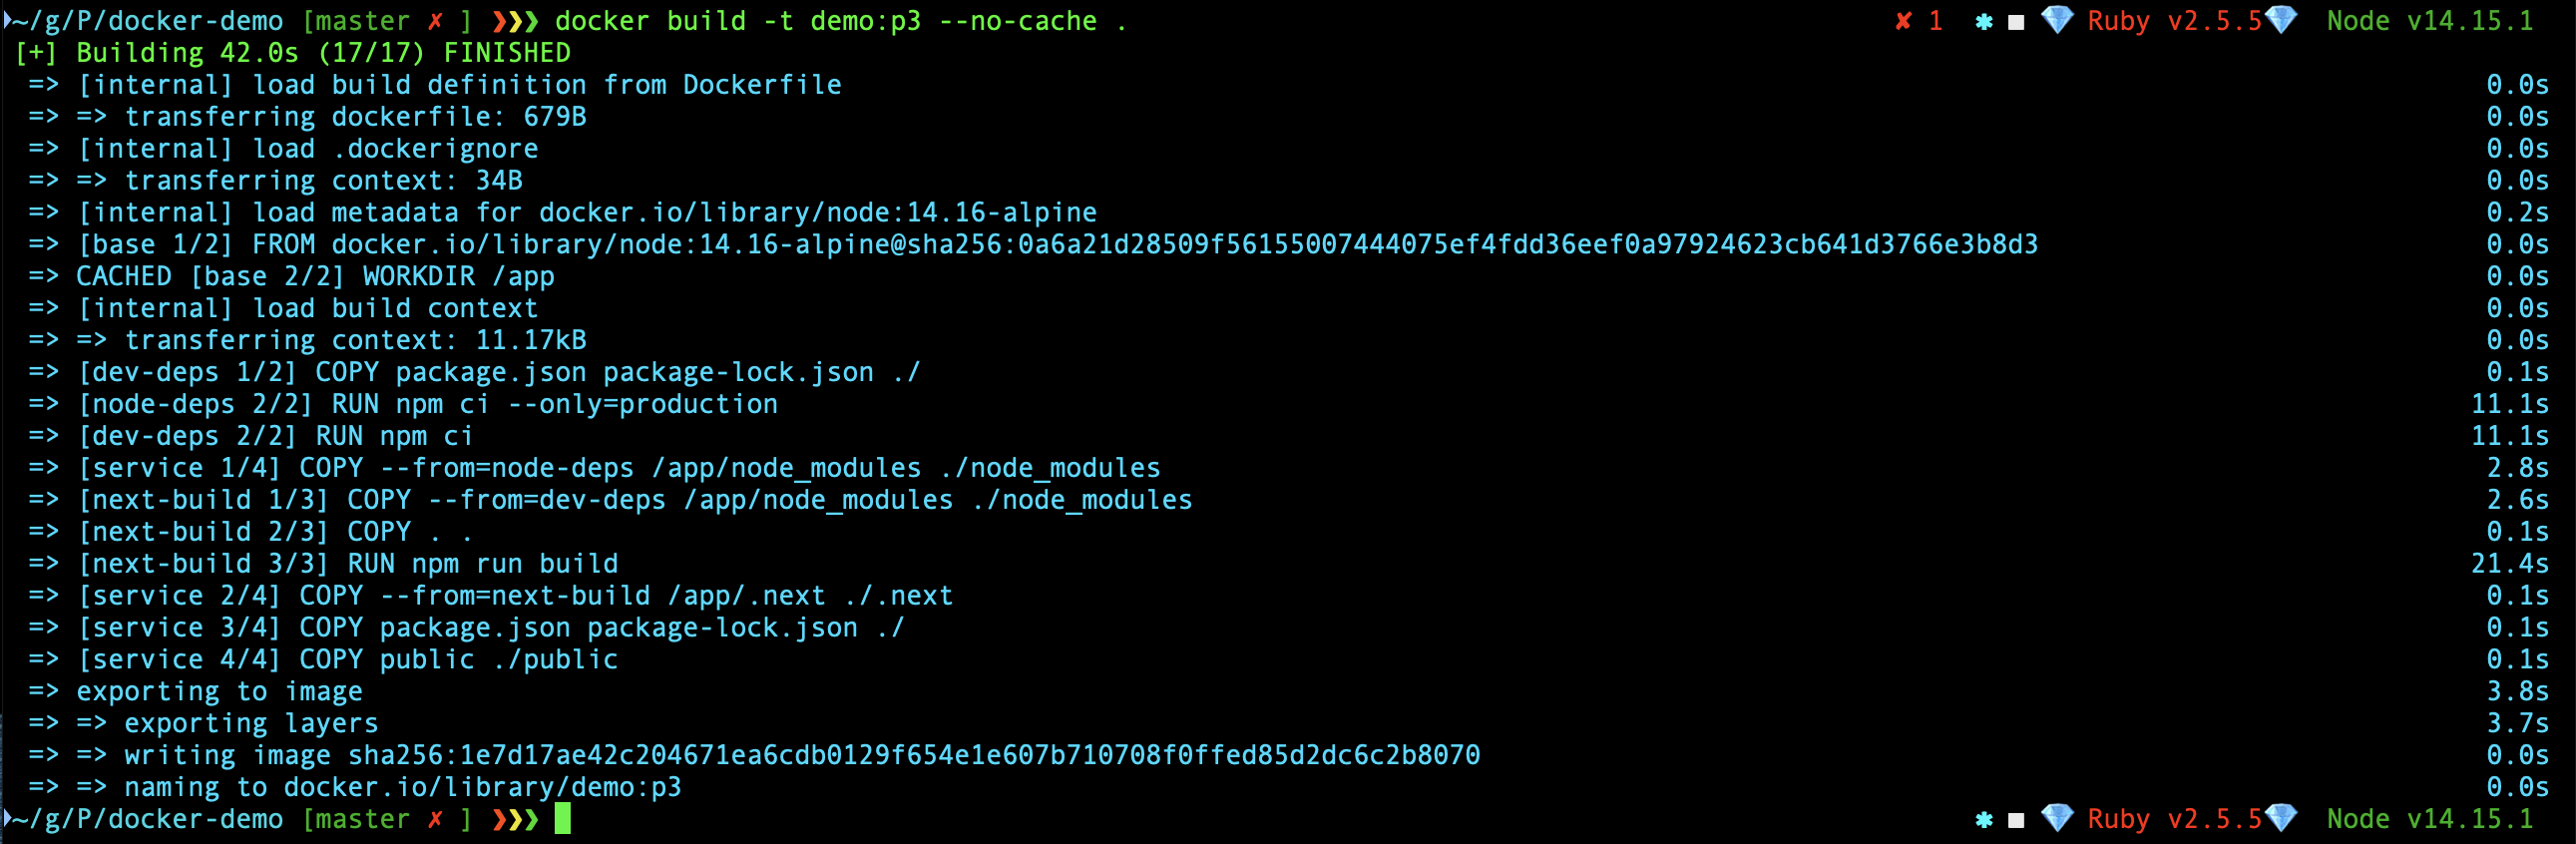 ~/g/P/docker-demo [master ✗ ] ❯❯❯ docker build -t demo:p3 --no-cache . ✘ 1 ✱ ◼ 💎 Ruby v2.5.5💎 Node v14.15.1
[+] Building 42.0s (17/17) FINISHED
=> [internal] load build definition from Dockerfile 0.0s
=> => transferring dockerfile: 679B 0.0s
=> [internal] load .dockerignore 0.0s
=> => transferring context: 34B 0.0s
=> [internal] load metadata for docker.io/library/node:14.16-alpine 0.2s
=> [base 1/2] FROM docker.io/library/node:14.16-alpine@sha256:0a6a21d28509f56155007444075ef4fdd36eef0a97924623cb641d3766e3b8d3 0.0s
=> CACHED [base 2/2] WORKDIR /app 0.0s
=> [internal] load build context 0.0s
=> => transferring context: 11.17kB 0.0s
=> [dev-deps 1/2] COPY package.json package-lock.json ./ 0.1s
=> [node-deps 2/2] RUN npm ci --only=production 11.1s
=> [dev-deps 2/2] RUN npm ci 11.1s
=> [service 1/4] COPY --from=node-deps /app/node_modules ./node_modules 2.8s
=> [next-build 1/3] COPY --from=dev-deps /app/node_modules ./node_modules 2.6s
=> [next-build 2/3] COPY . . 0.1s
=> [next-build 3/3] RUN npm run build 21.4s
=> [service 2/4] COPY --from=next-build /app/.next ./.next 0.1s
=> [service 3/4] COPY package.json package-lock.json ./ 0.1s
=> [service 4/4] COPY public ./public 0.1s
=> exporting to image 3.8s
=> => exporting layers 3.7s
=> => writing image sha256:1e7d17ae42c204671ea6cdb0129f654e1e607b710708f0ffed85d2dc6c2b8070 0.0s
=> => naming to docker.io/library/demo:p3 0.0s
~/g/P/docker-demo [master ✗ ] ❯❯❯ ✱ ◼ 💎 Ruby v2.5.5💎 Node v14.15.1